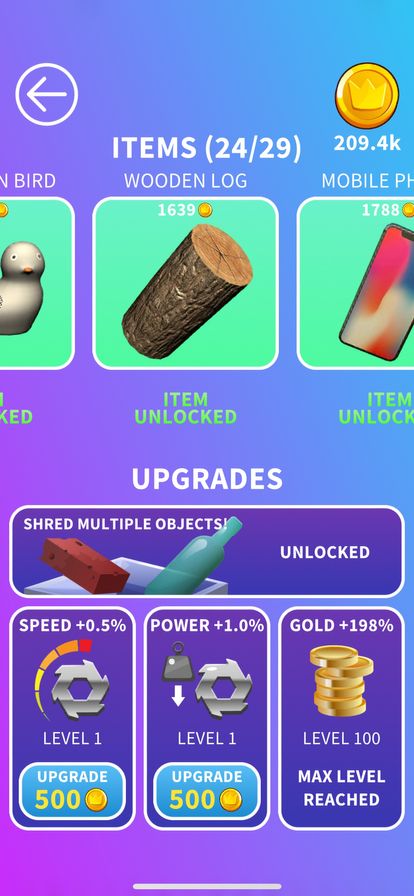 ITEMS (24/29)
209.4k
N BIRD
WOODEN LOG
MOBILE PH
1639
1788
ITEM
UNLOCKED
KED
ITEM
UNLOCK
UPGRADES
SHRED MULTIPLE OBJECTS!
UNLOCKED
SPEED +0.5%
LEVEL 1
UPGRADE
500
POWER +1.0%
LEVEL 1
UPGRADE
500
GOLD +198%
LEVEL 100
MAX LEVEL
REACHED